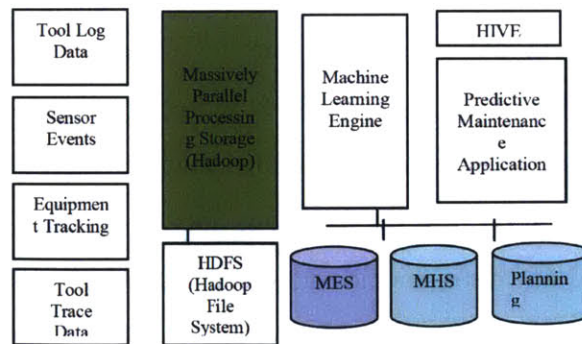 Tool Log
Data
Sensor
Events
Equipmen
t Tracking
Tool
Trace
Data
Massively
Parallel
Processin
g Storage
(Hadoop)
HDFS
(Hadoop
File
System)
Machine
Learning
Engine
HIVE
Predictive
Maintenanc
e
Application
MES
MHS
Plannin
g